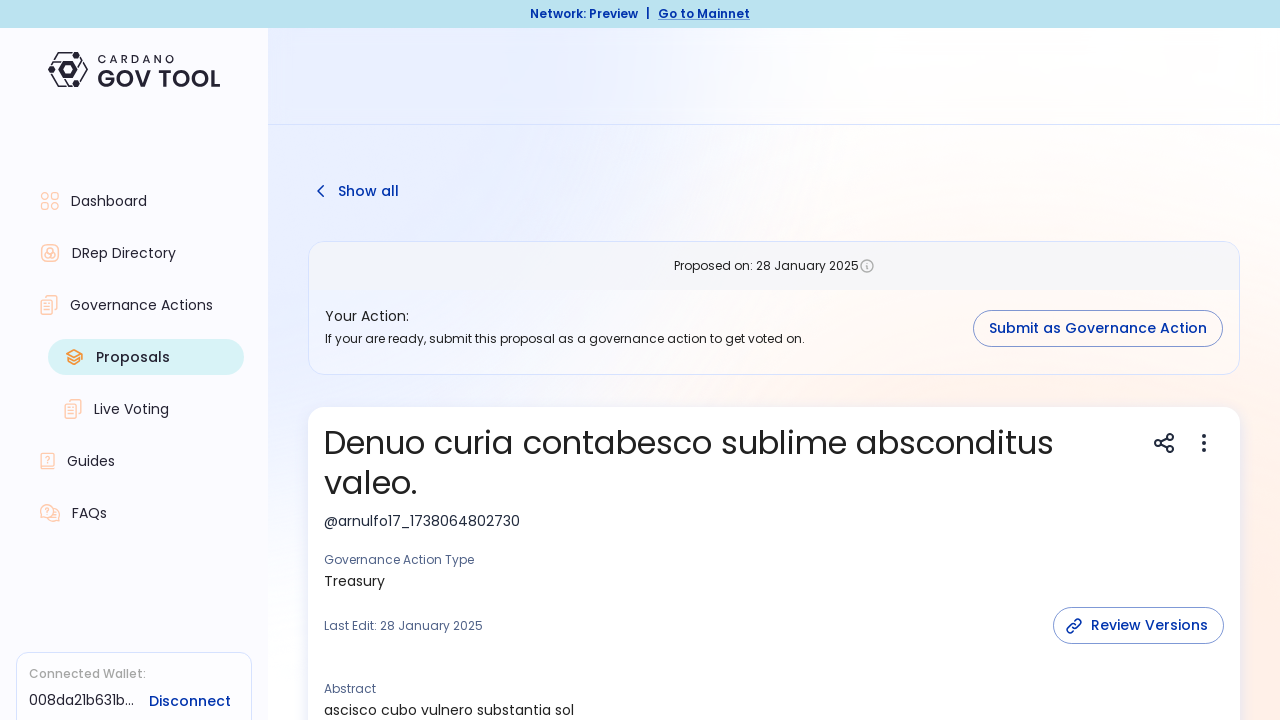 Network: Preview | Go to Mainnet
CARDANO
GOV TOOL
Dashboard
DRep Directory
Governance Actions
Proposals
Live Voting
Guides
FAQs
Connected Wallet:
008da21b631b... Disconnect
Show all
Proposed on: 28 January 2025
Your Action:
If your are ready, submit this proposal as a governance action to get voted on.
Submit as Governance Action
Denuo curia contabesco sublime absconditus
valeo.
@arnulfo17_1738064802730
Governance Action Type
Treasury
Last Edit: 28 January 2025
Review Versions
Abstract
ascisco cubo vulnero substantia sol